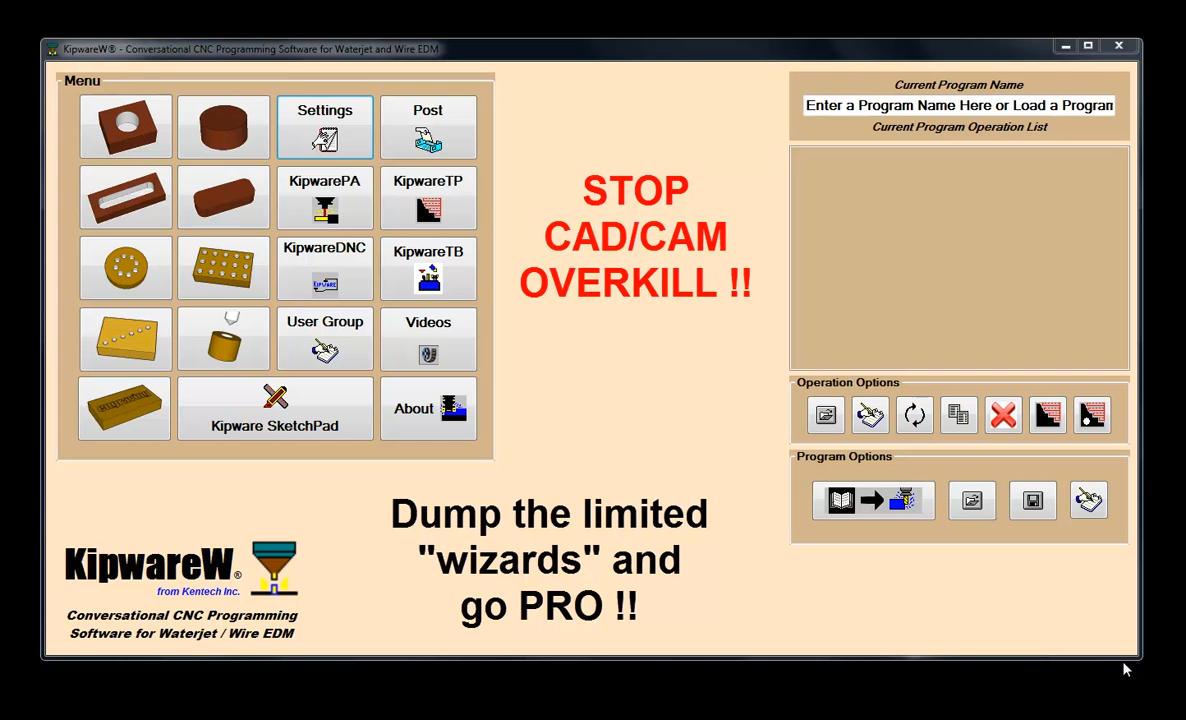 KipwareW® - Conversational CNC Programming Software for Waterjet and Wire EDM
Menu
Settings
Post
KipwarePA
KipwareTP
KipwareDNC
KIPWARE
KipwareTB
User Group
Videos
Kipware SketchPad
About
STOP
CAD/CAM
OVERKILL !!
Current Program Name
Enter a Program Name Here or Load a Program
Current Program Operation List
Operation Options
Program Options
Dump the limited
"wizards" and
go PRO !!
KipwareW®
from Kentech Inc.
Conversational CNC Programming
Software for Waterjet / Wire EDM